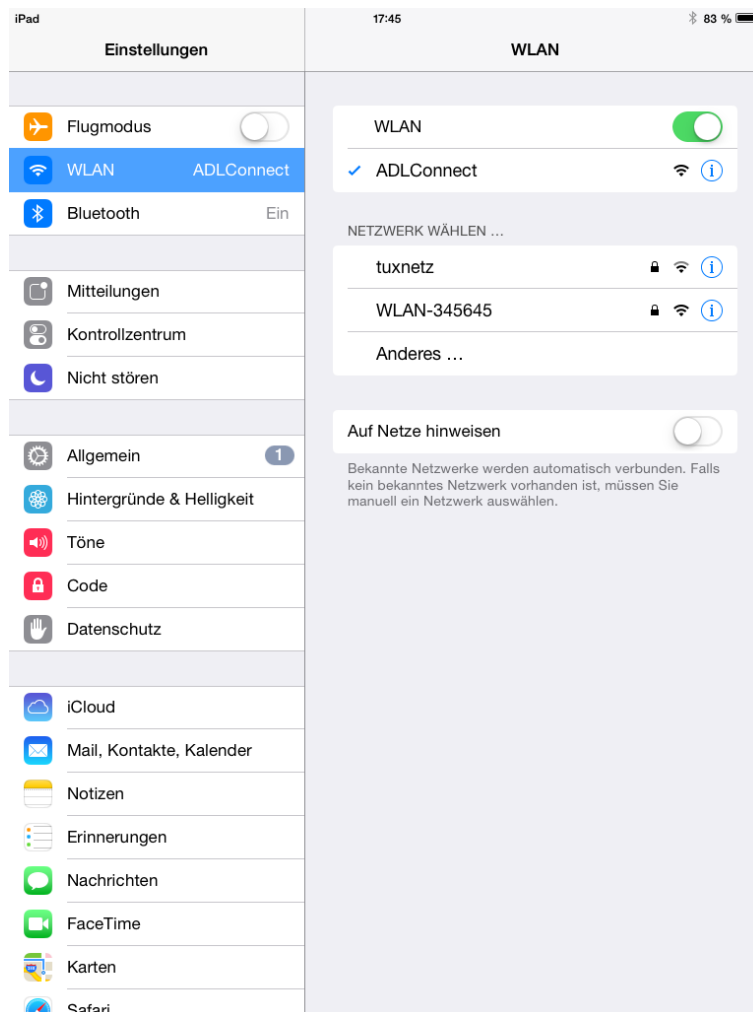 iPad 17:45 83 %
Einstellungen
Flugmodus
WLAN ADLConnect
Bluetooth Ein
Mitteilungen
Kontrollzentrum
Nicht stören
Allgemein 1
Hintergründe & Helligkeit
Töne
Code
Datenschutz
iCloud
Mail, Kontakte, Kalender
Notizen
Erinnerungen
Nachrichten
FaceTime
Karten
Safari
WLAN
WLAN
ADLConnect
NETZWERK WÄHLEN ...
tuxnetz
WLAN-345645
Anderes ...
Auf Netze hinweisen
Bekannte Netzwerke werden automatisch verbunden. Falls
kein bekanntes Netzwerk vorhanden ist, müssen Sie
manuell ein Netzwerk auswählen.